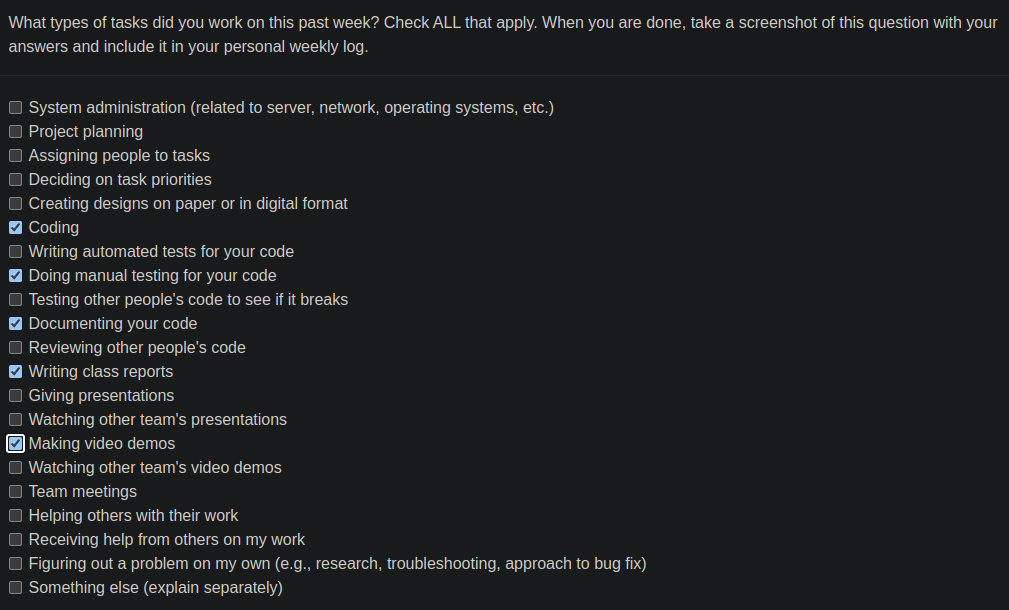 What types of tasks did you work on this past week? Check ALL that apply. When you are done, take a screenshot of this question with your
answers and include it in your personal weekly log.
System administration (related to server, network, operating systems, etc.)
Project planning
Assigning people to tasks
Deciding on task priorities
Creating designs on paper or in digital format
Coding
Writing automated tests for your code
Doing manual testing for your code
Testing other people's code to see if it breaks
Documenting your code
Reviewing other people's code
Writing class reports
Giving presentations
Watching other team's presentations
Making video demos
Watching other team's video demos
Team meetings
Helping others with their work
Receiving help from others on my work
Figuring out a problem on my own (e.g., research, troubleshooting, approach to bug fix)
Something else (explain separately)